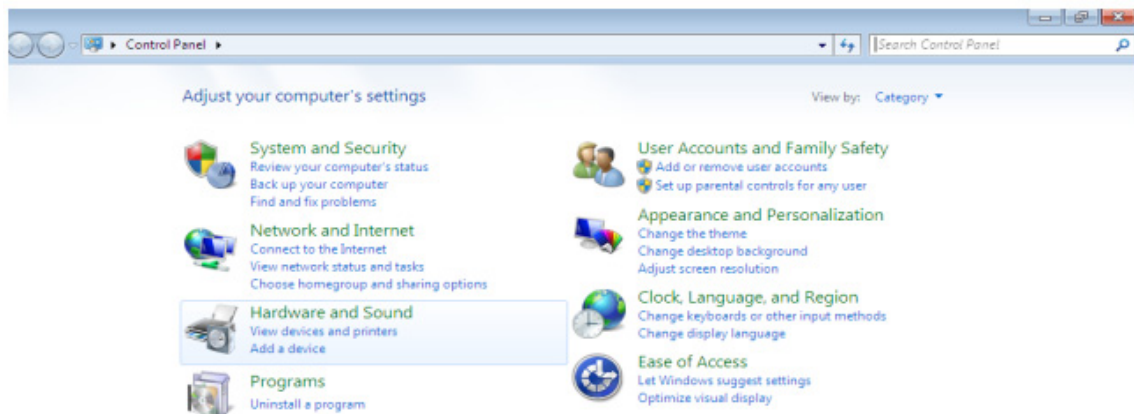 Control Panel
Search Control Panel
Adjust your computer's settings
View by: Category
System and Security
Review your computer's status
Back up your computer
Find and fix problems
Network and Internet
Connect to the Internet
View network status and tasks
Choose homegroup and sharing options
Hardware and Sound
View devices and printers
Add a device
Programs
Uninstall a program
User Accounts and Family Safety
Add or remove user accounts
Set up parental controls for any user
Appearance and Personalization
Change the theme
Change desktop background
Adjust screen resolution
Clock, Language, and Region
Change keyboards or other input methods
Change display language
Ease of Access
Let Windows suggest settings
Optimize visual display